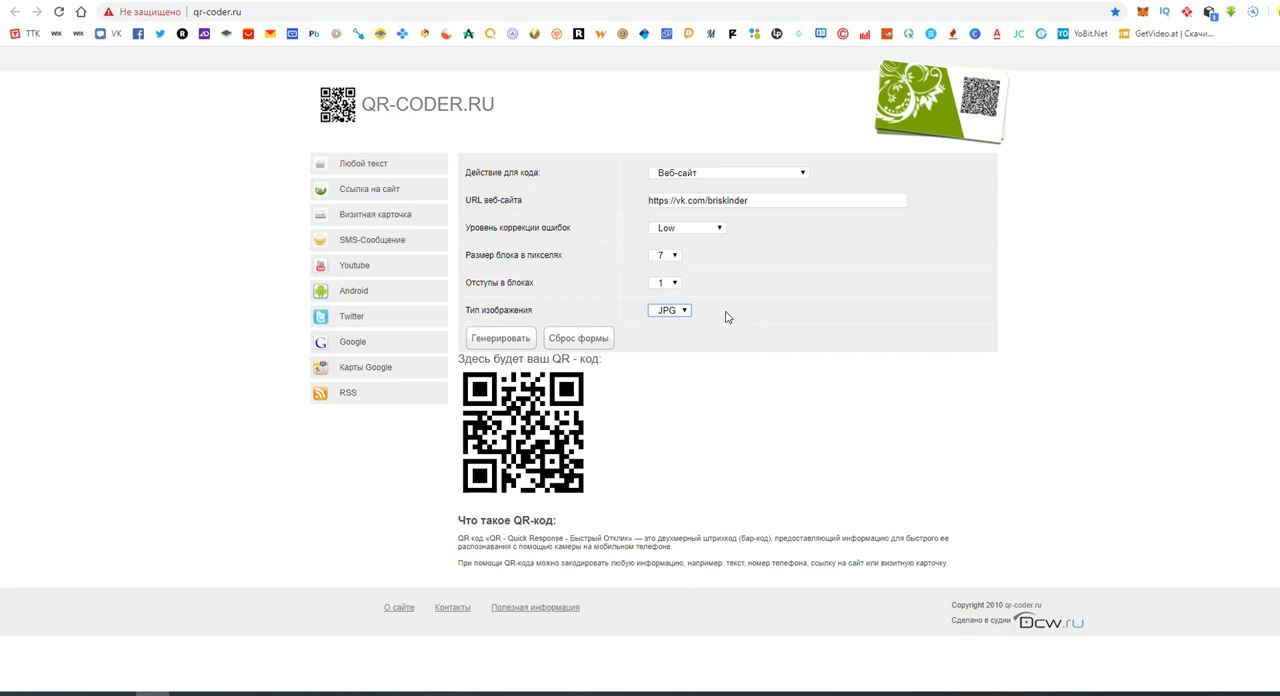 Не защищено qr-coder.ru
ТТК VK YoBit.Net GetVideo.at | Скачи...
QR-CODER.RU
Любой текст
Ссылка на сайт
Визитная карточка
SMS-Сообщение
Youtube
Android
Twitter
Google
Карты Google
RSS
Действие для кода: Веб-сайт
URL веб-сайта https://vk.com/briskinder
Уровень коррекции ошибок Low
Размер блока в пикселях 7
Отступы в блоках 1
Тип изображения JPG
Генерировать Сброс формы
Здесь будет ваш QR - код:
Что такое QR-код:
QR код «QR - Quick Response - Быстрый Отклик» — это двухмерный штрихкод (бар-код), предоставляющий информацию для быстрого ее
распознавания с помощью камеры на мобильном телефоне.
При помощи QR-кода можно закодировать любую информацию, например: текст, номер телефона, ссылку на сайт или визитную карточку.
О сайте Контакты Полезная информация
Copyright 2010 qr-coder.ru
Сделано в судии Dcw.ru